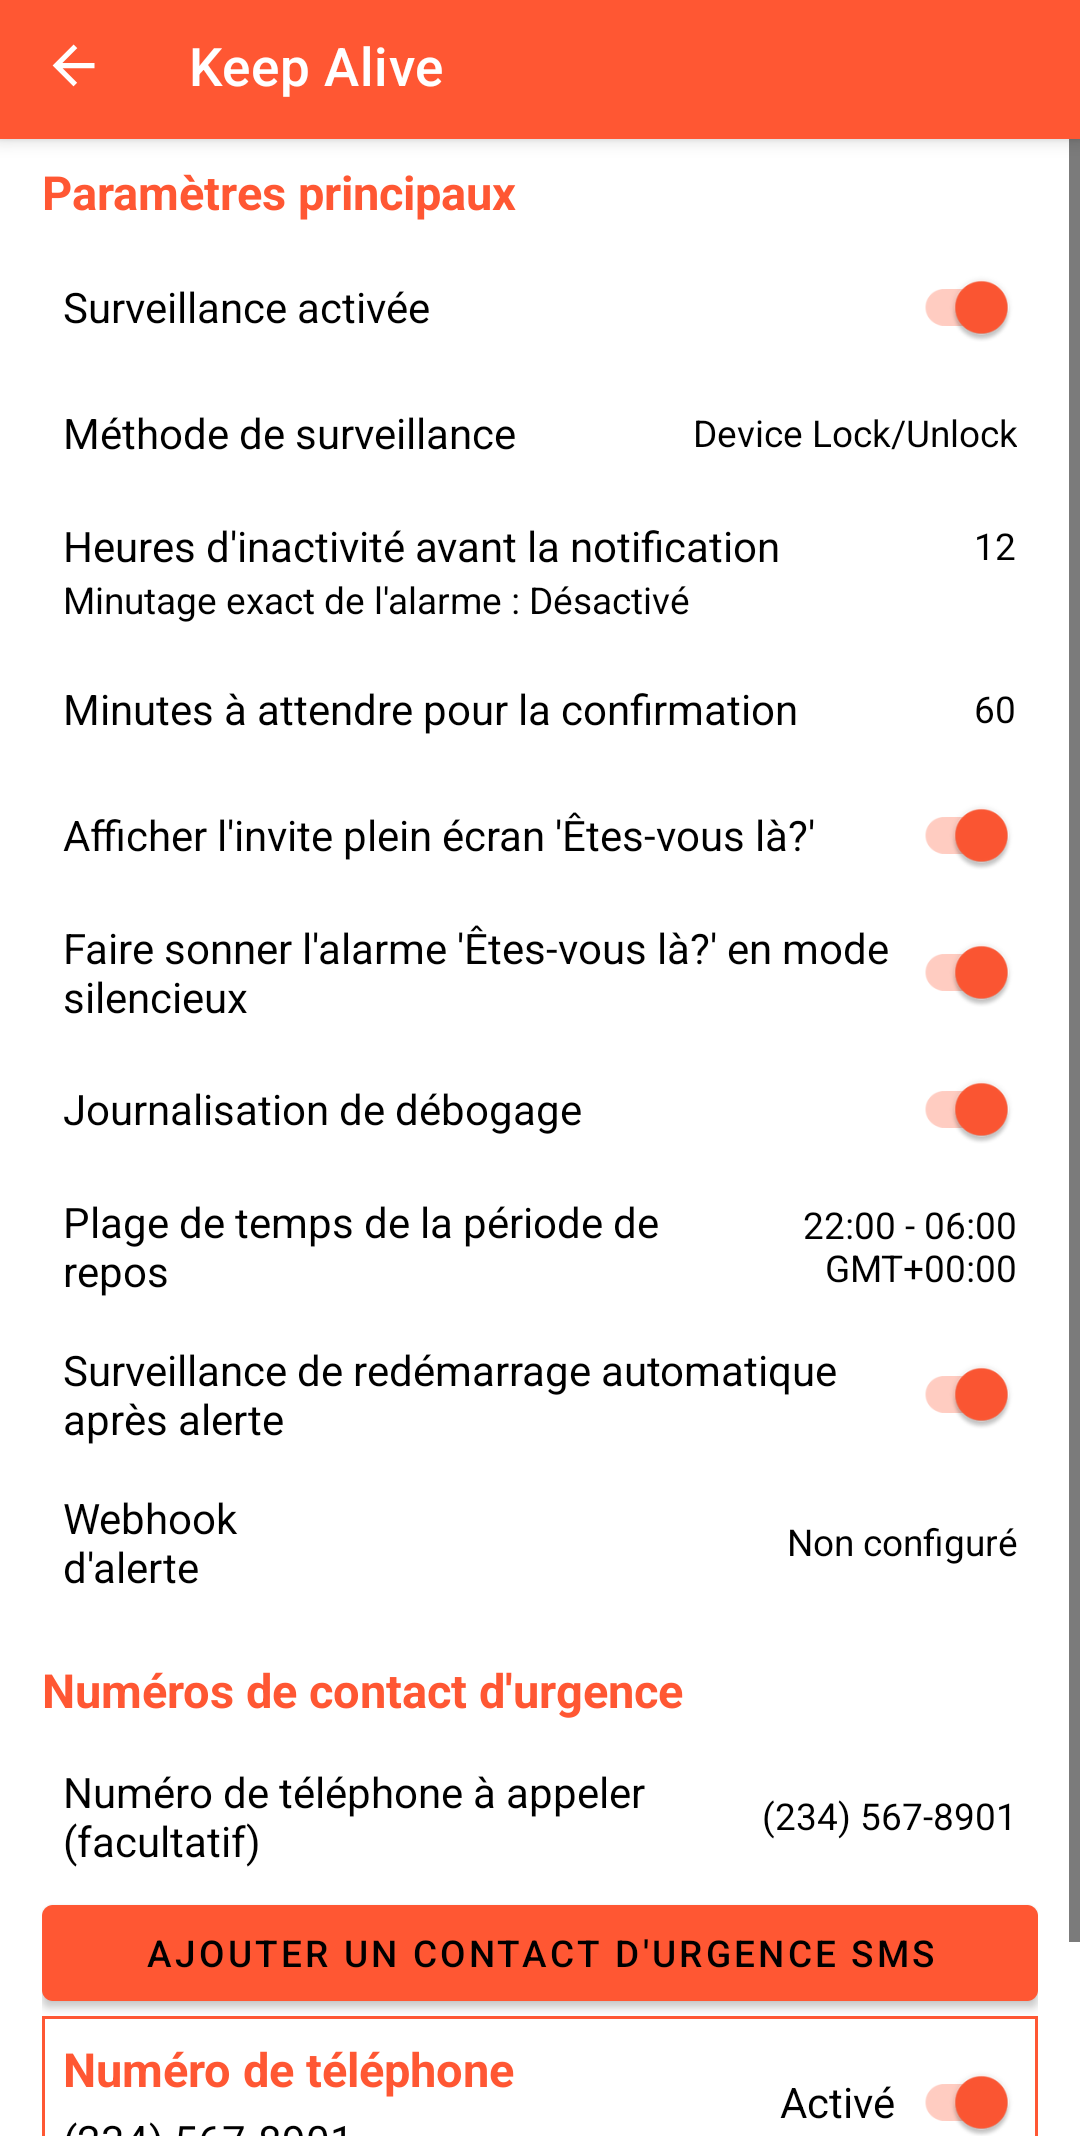 Keep Alive
Paramètres principaux
Surveillance activée
Méthode de surveillance
Device Lock/Unlock
Heures d'inactivité avant la notification
12
Minutage exact de l'alarme : Désactivé
Minutes à attendre pour la confirmation
60
Afficher l'invite plein écran 'Êtes-vous là?'
Faire sonner l'alarme 'Êtes-vous là?' en mode
silencieux
Journalisation de débogage
Plage de temps de la période de
repos
22:00 - 06:00
GMT+00:00
Surveillance de redémarrage automatique
après alerte
Webhook
d'alerte
Non configuré
Numéros de contact d'urgence
Numéro de téléphone à appeler
(facultatif)
(234) 567-8901
AJOUTER UN CONTACT D'URGENCE SMS
Numéro de téléphone
Activé
(234) 567-8901